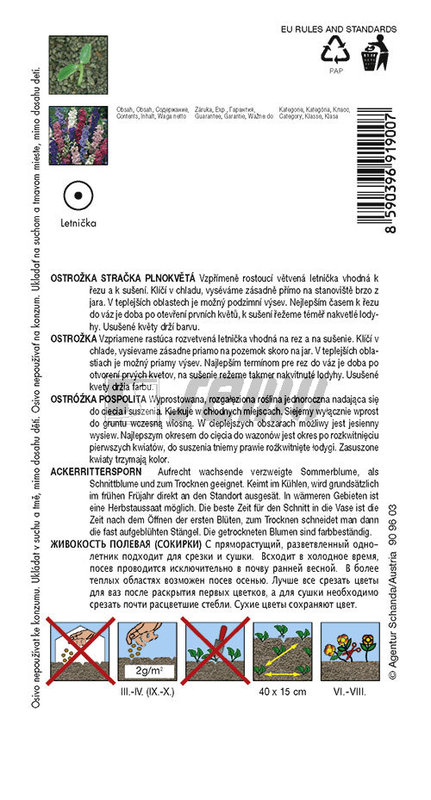 EU RULES AND STANDARDS
PAP
Osivo nepoužívat ke konzumu. Ukládat v suchu a tmě, mimo dosahu dětí. Osivo nepoužívať na konzum. Ukladať na suchom a tmavom mieste, mimo dosahu detí.
Obsah, Obsah, Содержание,
Contents, Inhalt, Waga netto
Záruka, Exp., Гарантия,
Guarantee, Garantie, Ważne do
Kategorie, Kategória, Класс,
Category, Klasse, Klasa
8 590396 919007
Letnička
OSTROŽKA STRAČKA PLNOKVĚTÁ Vzpřímeně rostoucí větvená letnička vhodná k
řezu a k sušení. Klíčí v chladu, vyséváme zásadně přímo na stanoviště brzo z
jara. V teplejších oblastech je možný podzimní výsev. Nejlepším časem k řezu
do váz je doba po otevření prvních květů, k sušení řežeme téměř nakvetlé lody-
hy. Usušené květy drží barvu.
OSTROŽKA Vzpriamene rastúca rozvetvená letnička vhodná na rez a na sušenie. Klíčí v
chlade, vysievame zásadne priamo na pozemok skoro na jar. V teplejších obla-
stiach je možný priamy výsev. Najlepším termínom pre rez do váz je doba po
otvorení prvých kvetov, na sušenie režeme takmer nakvitnuté lodyhy. Usušené
kvety držia farbu.
OSTRÓŻKA POSPOLITA Wyprostowana, rozgałęziona roślina jednoroczna nadająca się
do cięcia i suszenia. Kiełkuje w chłodnych miejscach. Siejemy wyłącznie wprost
do gruntu wczesną wiosną. W cieplejszych obszarach możliwy jest jesienny
wysiew. Najlepszym okresem do cięcia do wazonów jest okres po rozkwitnięciu
pierwszych kwiatów, do suszenia tniemy prawie rozkwitnięte łodygi. Zasuszone
kwiaty trzymają kolor.
ACKERRITTERSPORN Aufrecht wachsende verzweigte Sommerblume, als
Schnittblume und zum Trocknen geeignet. Keimt im Kühlen, wird grundsätzlich
im frühen Früjahr direkt an den Standort ausgesät. In wärmeren Gebieten ist
eine Herbstaussaat möglich. Die beste Zeit für den Schnitt in die Vase ist die
Zeit nach dem Öffnen der ersten Blüten, zum Trocknen schneidet man dann
die fast aufgeblühten Stängel. Die getrockneten Blumen sind farbbeständig.
ЖИВОКОСТЬ ПОЛЕВАЯ (СОКИРКИ) С пряморастущий, разветвленный одно-
летник подходит для срезки и сушки. Всходит в холодное время,
посев проводится исключительно в почву ранней весной. В более
теплых областях возможен посев осенью. Лучше все срезать цветы
для ваз после раскрытия первых цветков, а для сушки необходимо
срезать почти расцветшие стебли. Сухие цветы сохраняют цвет.
© Agentur Schanda/Austria 90 96 03
2g/m²
III.-IV. (IX.-X.)
40 x 15 cm
VI.-VIII.